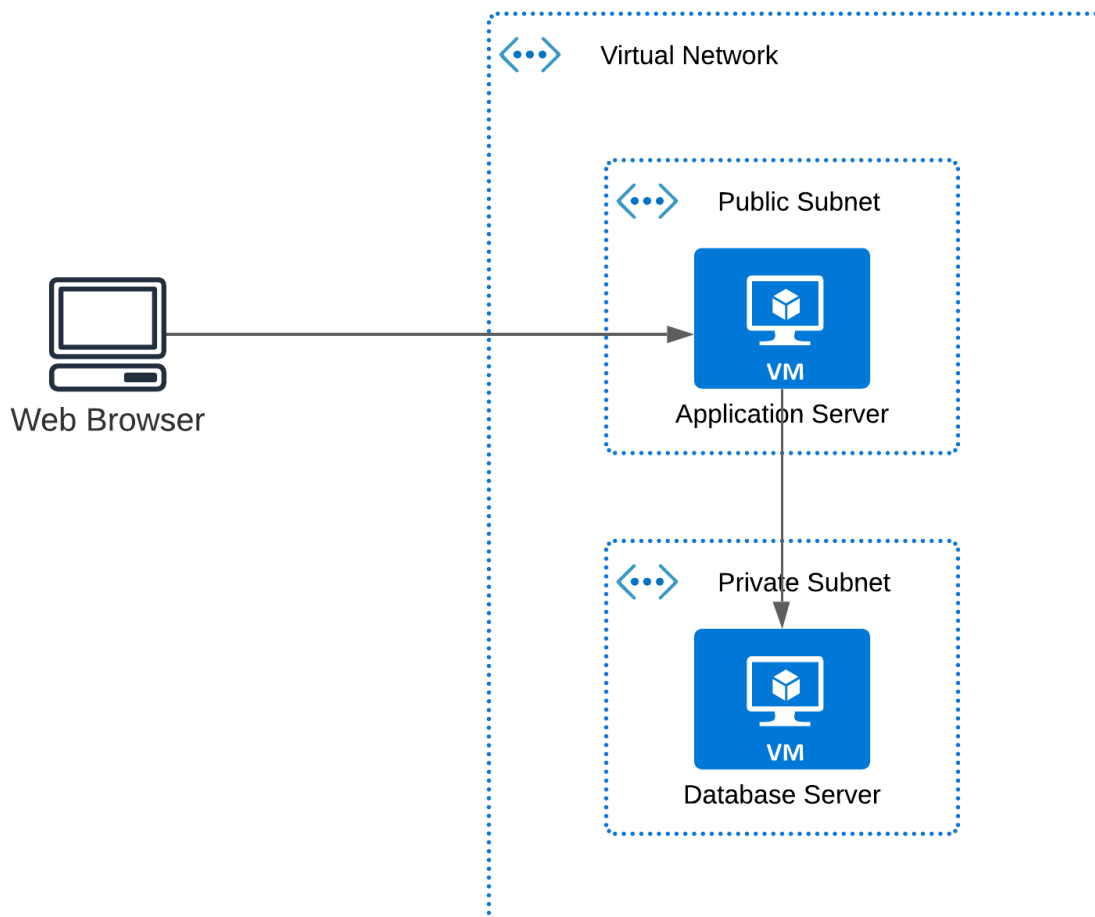 Virtual Network
Public Subnet
VM
Application Server
Web Browser
Private Subnet
VM
Database Server